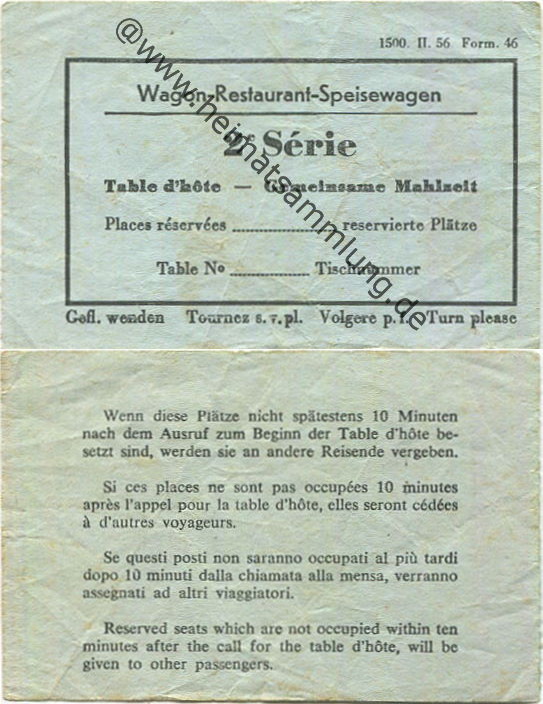 1500. II. 56 Form. 46
Wagon-Restaurant-Speisewagen
2e Série
Table d'hôte — Gemeinsame Mahlzeit
Places réservées .................... reservierte Plätze
Table No ............... Tischnummer
Gefl. wenden Tournez s. v. pl. Volgere p. f. Turn please
@www.heimatsammlung.de
Wenn diese Plätze nicht spätestens 10 Minuten
nach dem Ausruf zum Beginn der Table d'hôte be-
setzt sind, werden sie an andere Reisende vergeben.
Si ces places ne sont pas occupées 10 minutes
après l'appel pour la table d'hôte, elles seront cédées
à d'autres voyageurs.
Se questi posti non saranno occupati al più tardi
dopo 10 minuti dalla chiamata alla mensa, verranno
assegnati ad altri viaggiatori.
Reserved seats which are not occupied within ten
minutes after the call for the table d'hôte, will be
given to other passengers.